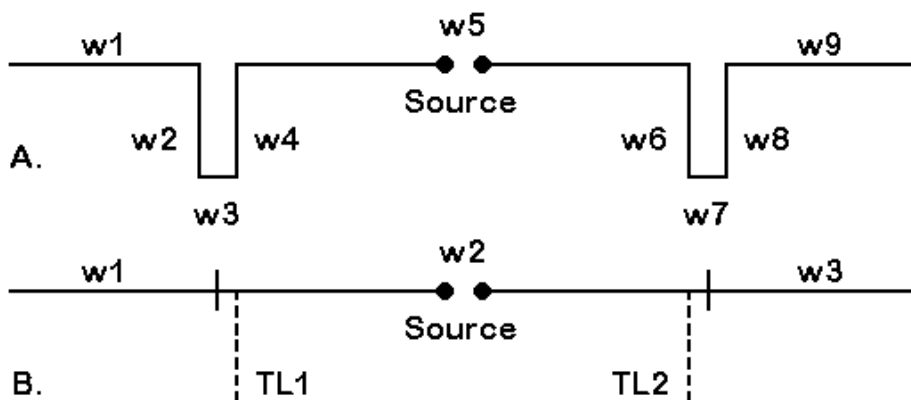 w5
w1 w9
Source
w2 w4 w6 w8
A.
w3 w7
w2
w1 w3
Source
B. TL1 TL2